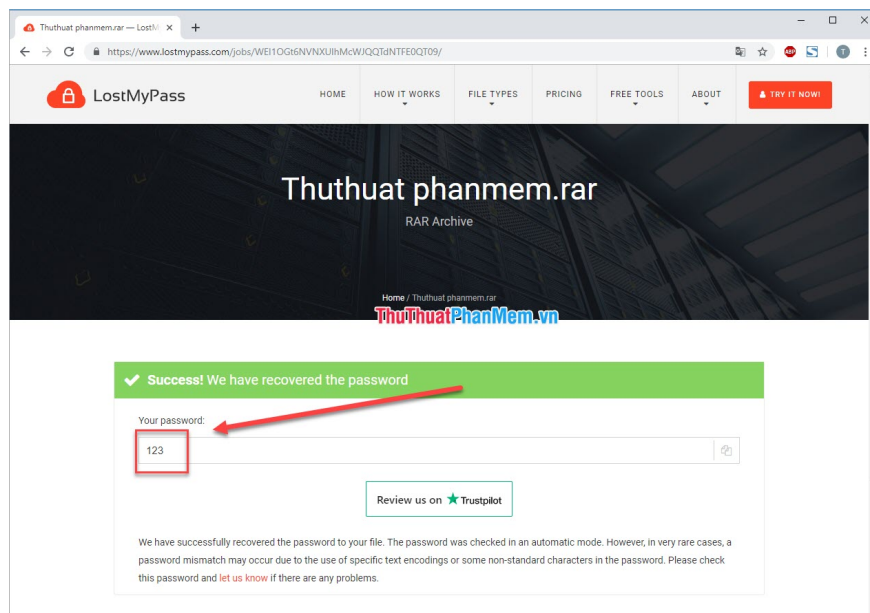 Thuthuat phanmem.rar — LostM
https://www.lostmypass.com/jobs/WEI1OGt6NVNXUlhMcWJQQTdNTFE0QT09/
LostMyPass
HOME
HOW IT WORKS
FILE TYPES
PRICING
FREE TOOLS
ABOUT
TRY IT NOW!
Thuthuat phanmem.rar
RAR Archive
Home / Thuthuat phanmem.rar
ThuThuatPhanMem.vn
Success! We have recovered the password
Your password:
123
Review us on Trustpilot
We have successfully recovered the password to your file. The password was checked in an automatic mode. However, in very rare cases, a
password mismatch may occur due to the use of specific text encodings or some non-standard characters in the password. Please check
this password and let us know if there are any problems.